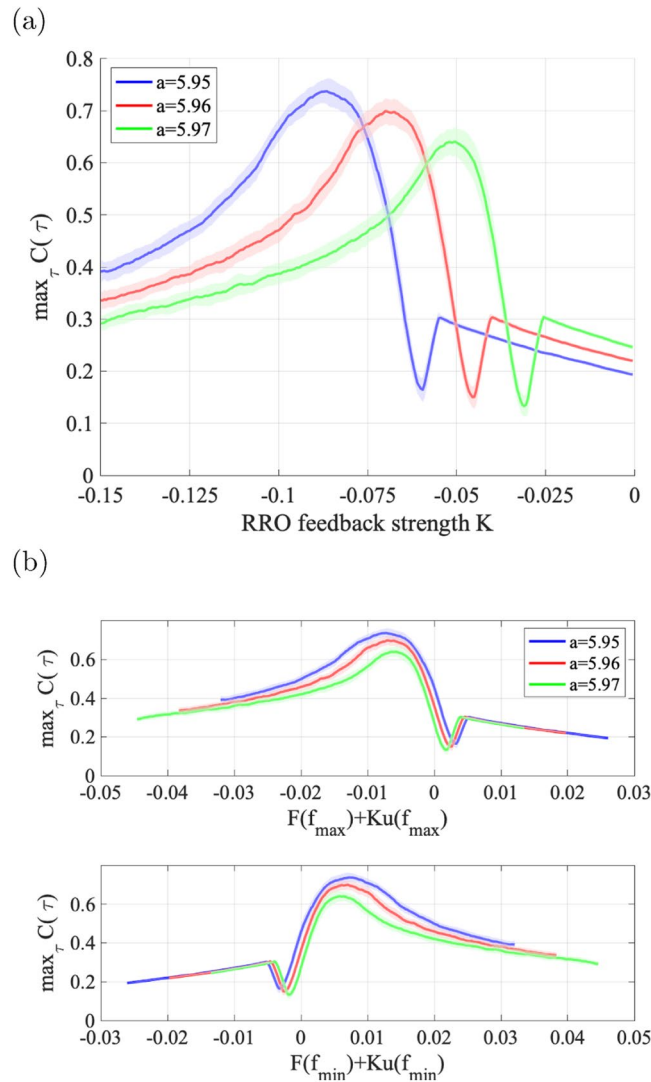 (a)
0.8
0.7
0.6
0.5
0.4
0.3
0.2
0.1
0
max_τ C(τ)
a=5.95
a=5.96
a=5.97
-0.15 -0.125 -0.1 -0.075 -0.05 -0.025 0
RRO feedback strength K
(b)
0.6
0.4
0.2
0
max_τ C(τ)
a=5.95
a=5.96
a=5.97
-0.05 -0.04 -0.03 -0.02 -0.01 0 0.01 0.02 0.03
F(f_max)+Ku(f_max)
0.6
0.4
0.2
0
max_τ C(τ)
-0.03 -0.02 -0.01 0 0.01 0.02 0.03 0.04 0.05
F(f_min)+Ku(f_min)